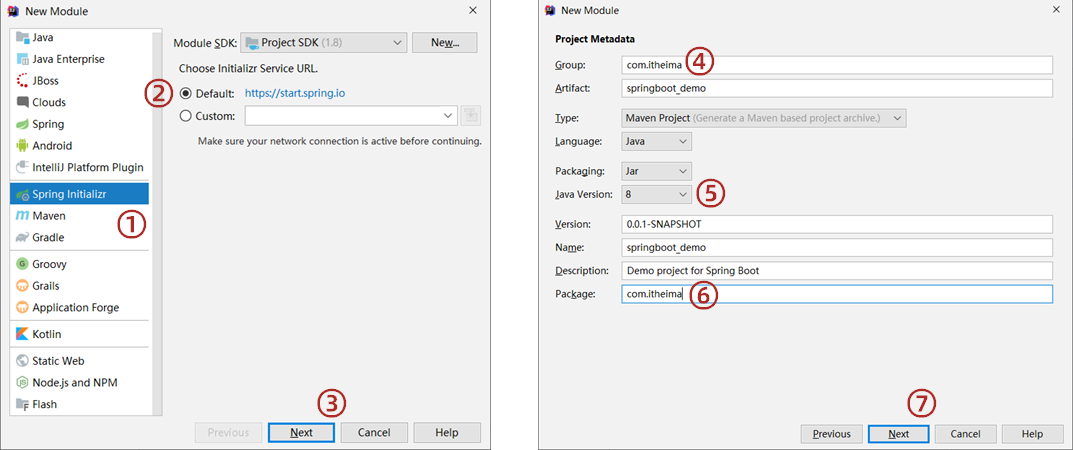 New Module
Java
Java Enterprise
JBoss
Clouds
Spring
Android
IntelliJ Platform Plugin
Spring Initializr
Maven
①
Gradle
Groovy
Grails
Application Forge
Kotlin
Static Web
Node.js and NPM
Flash
Module SDK: Project SDK (1.8) New...
Choose Initializr Service URL.
② Default: https://start.spring.io
Custom:
Make sure your network connection is active before continuing.
③
Previous Next Cancel Help
New Module
Project Metadata
Group: com.itheima ④
Artifact: springboot_demo
Type: Maven Project (Generate a Maven based project archive.)
Language: Java
Packaging: Jar
Java Version: 8 ⑤
Version: 0.0.1-SNAPSHOT
Name: springboot_demo
Description: Demo project for Spring Boot
Package: com.itheima ⑥
⑦
Previous Next Cancel Help